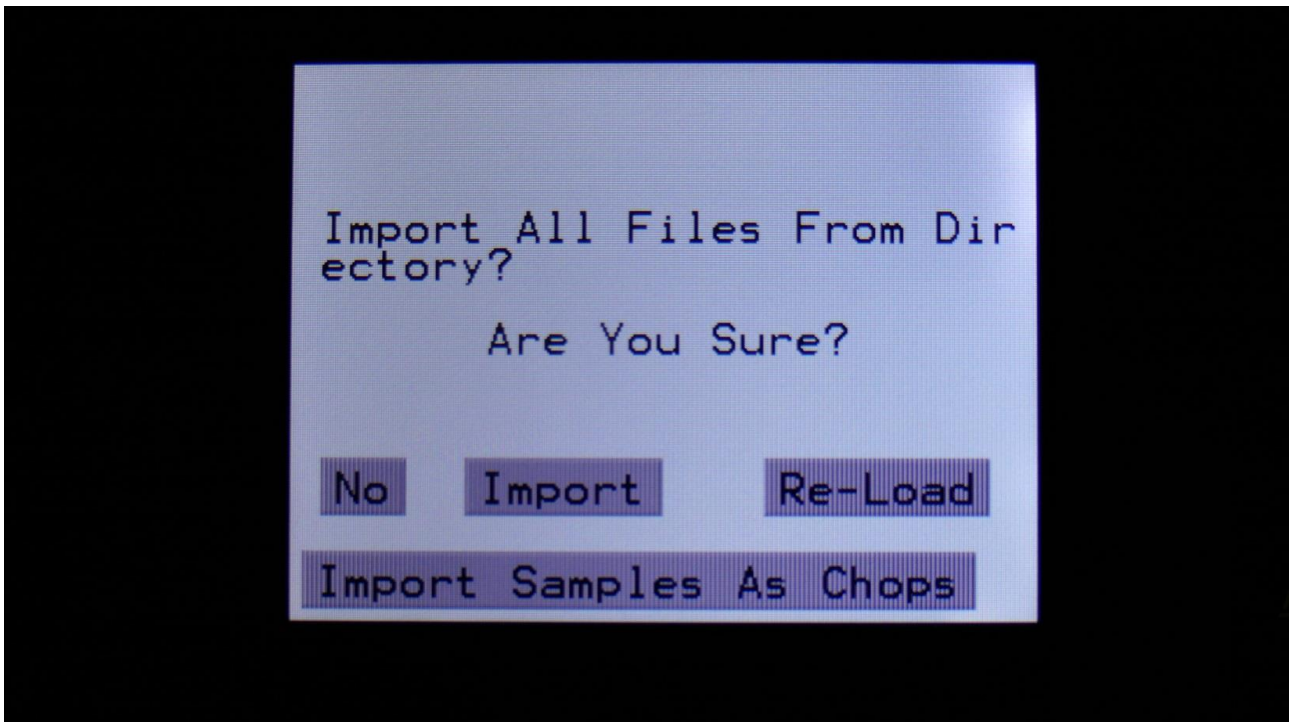 Import All Files From Dir
ectory?
Are You Sure?
No Import Re-Load
Import Samples As Chops